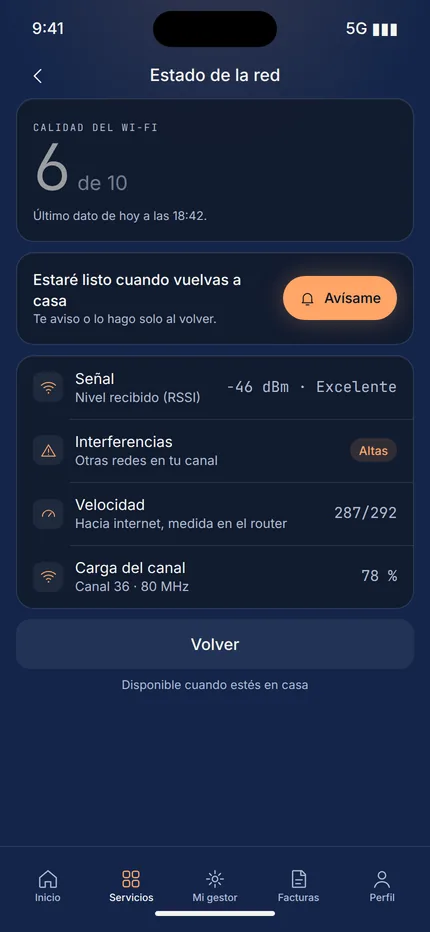 9:41
5G
Estado de la red
CALIDAD DEL WI-FI
6 de 10
Último dato de hoy a las 18:42.
Estaré listo cuando vuelvas a
casa
Te aviso o lo hago solo al volver.
Avísame
Señal
Nivel recibido (RSSI)
-46 dBm · Excelente
Interferencias
Otras redes en tu canal
Altas
Velocidad
Hacia internet, medida en el router
287/292
Carga del canal
Canal 36 · 80 MHz
78 %
Volver
Disponible cuando estés en casa
Inicio
Servicios
Mi gestor
Facturas
Perfil